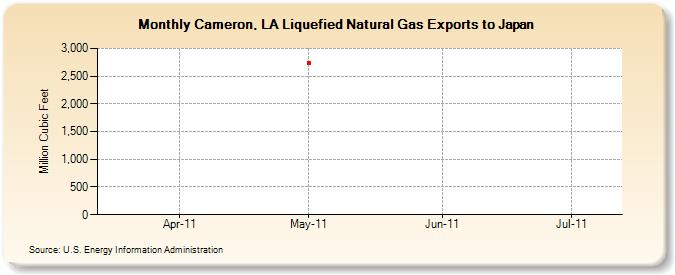 Monthly Cameron, LA Liquefied Natural Gas Exports to Japan
Million Cubic Feet
3,000
2,500
2,000
1,500
1,000
500
0
Apr-11
May-11
Jun-11
Jul-11
Source: U.S. Energy Information Administration